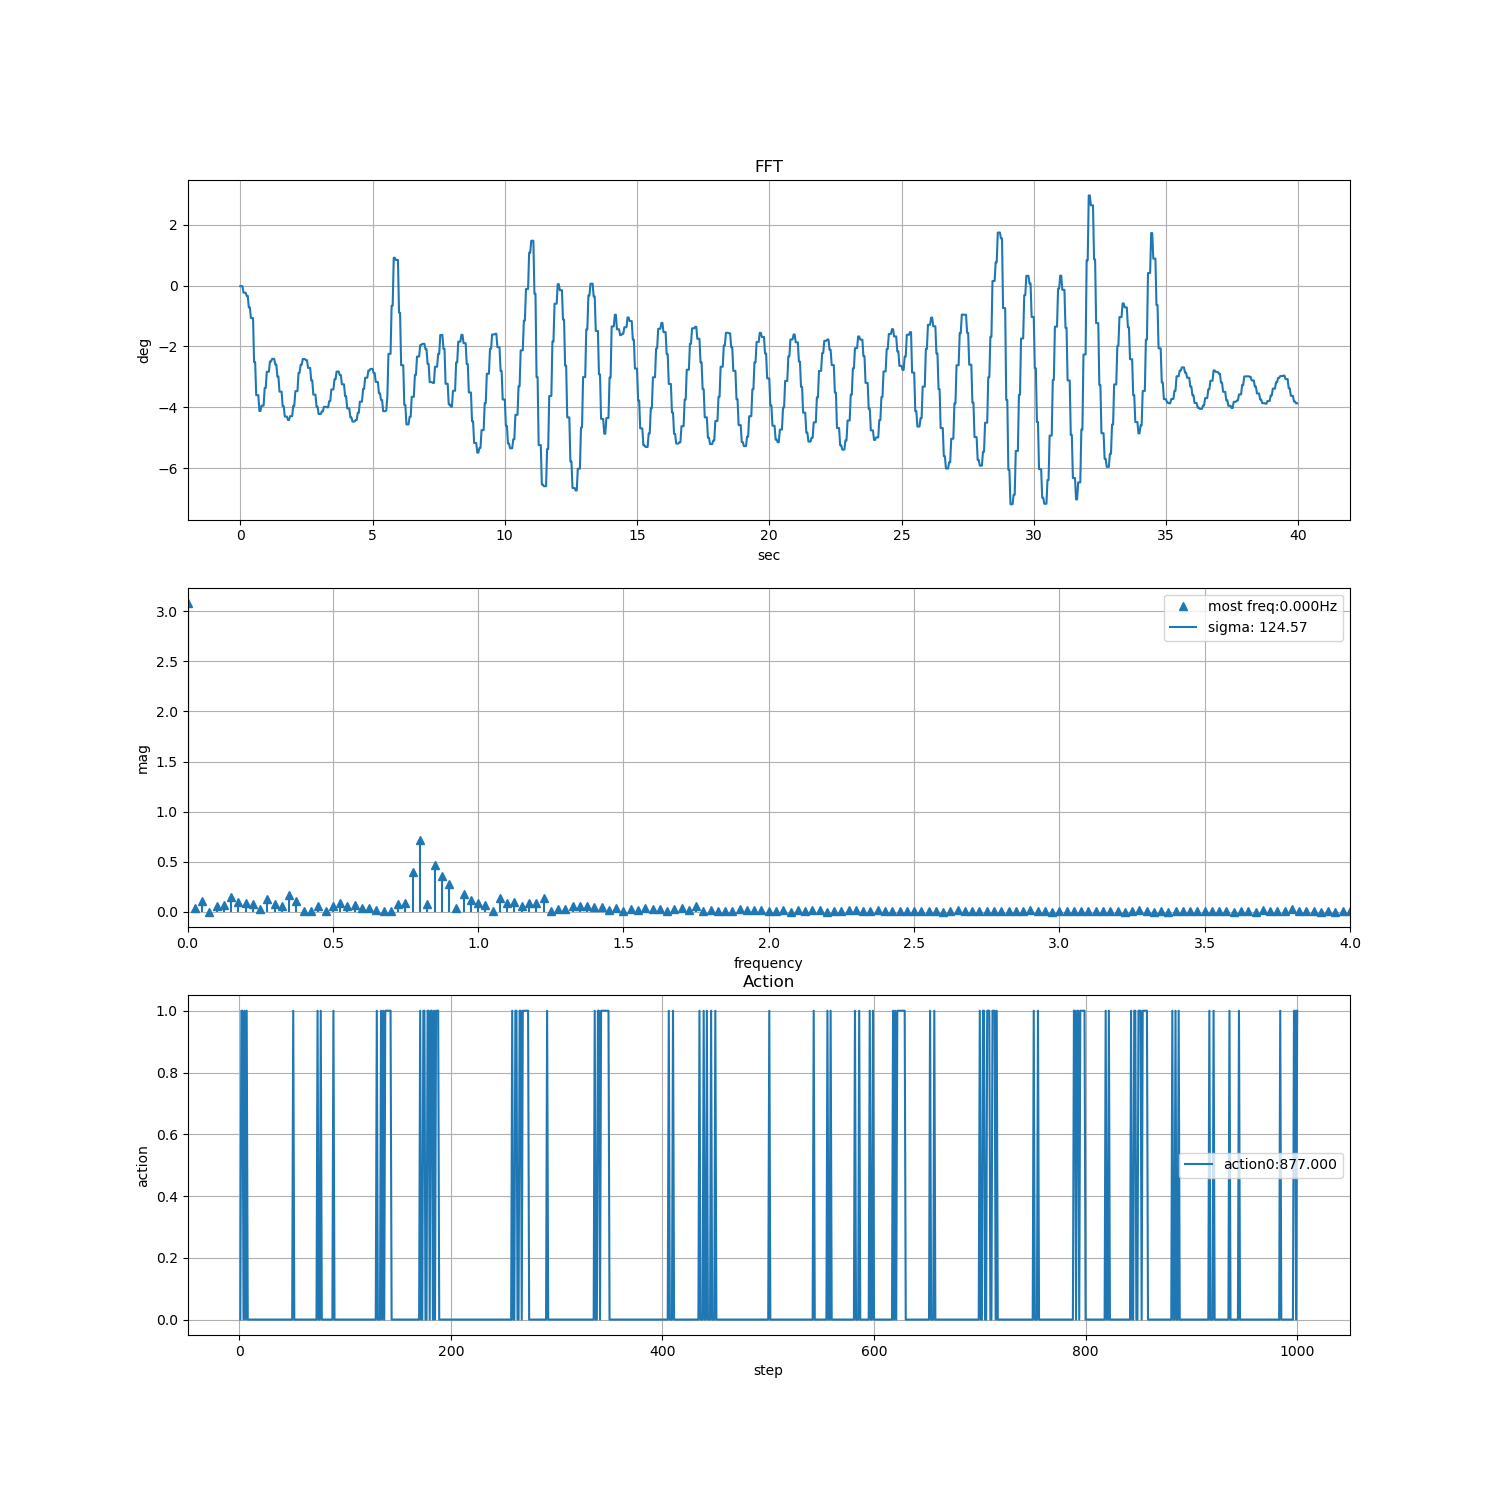 FFT
2
0
−2
−4
−6
deg
0 5 10 15 20 25 30 35 40
sec
3.0
2.5
2.0
1.5
1.0
0.5
0.0
mag
most freq:0.000Hz
sigma: 124.57
0.0 0.5 1.0 1.5 2.0 2.5 3.0 3.5 4.0
frequency
Action
1.0
0.8
0.6
0.4
0.2
0.0
action
action0:877.000
0 200 400 600 800 1000
step